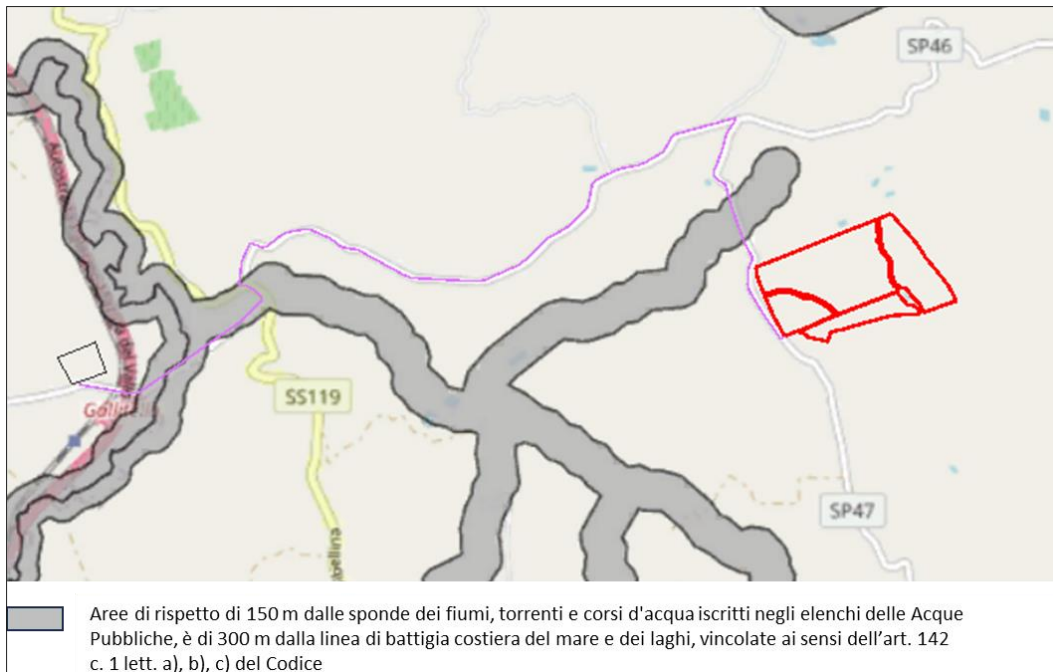 SP46
Autostra
del
SS119
SP47
Aree di rispetto di 150 m dalle sponde dei fiumi, torrenti e corsi d'acqua iscritti negli elenchi delle Acque
Pubbliche, è di 300 m dalla linea di battigia costiera del mare e dei laghi, vincolate ai sensi dell'art. 142
c. 1 lett. a), b), c) del Codice